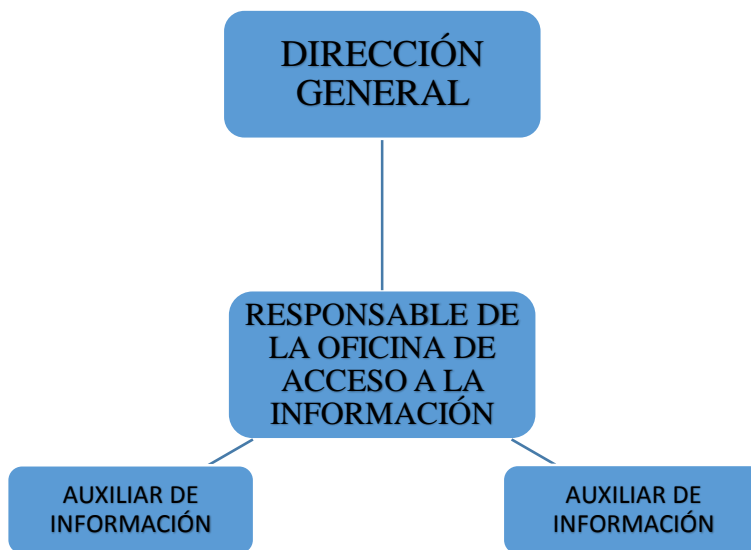 DIRECCIÓN
GENERAL
RESPONSABLE DE
LA OFICINA DE
ACCESO A LA
INFORMACIÓN
AUXILIAR DE
INFORMACIÓN
AUXILIAR DE
INFORMACIÓN